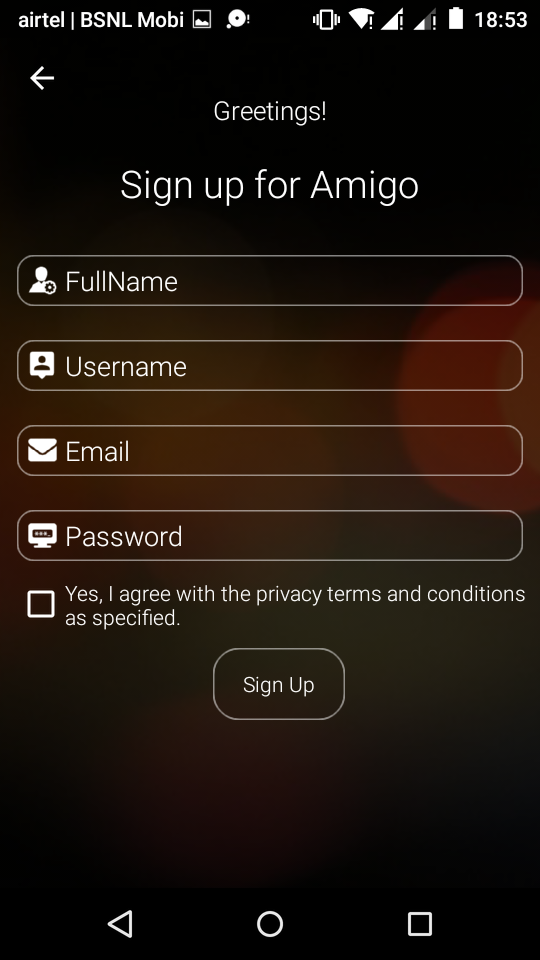 airtel | BSNL Mobi 18:53
Greetings!
Sign up for Amigo
FullName
Username
Email
Password
Yes, I agree with the privacy terms and conditions
as specified.
Sign Up